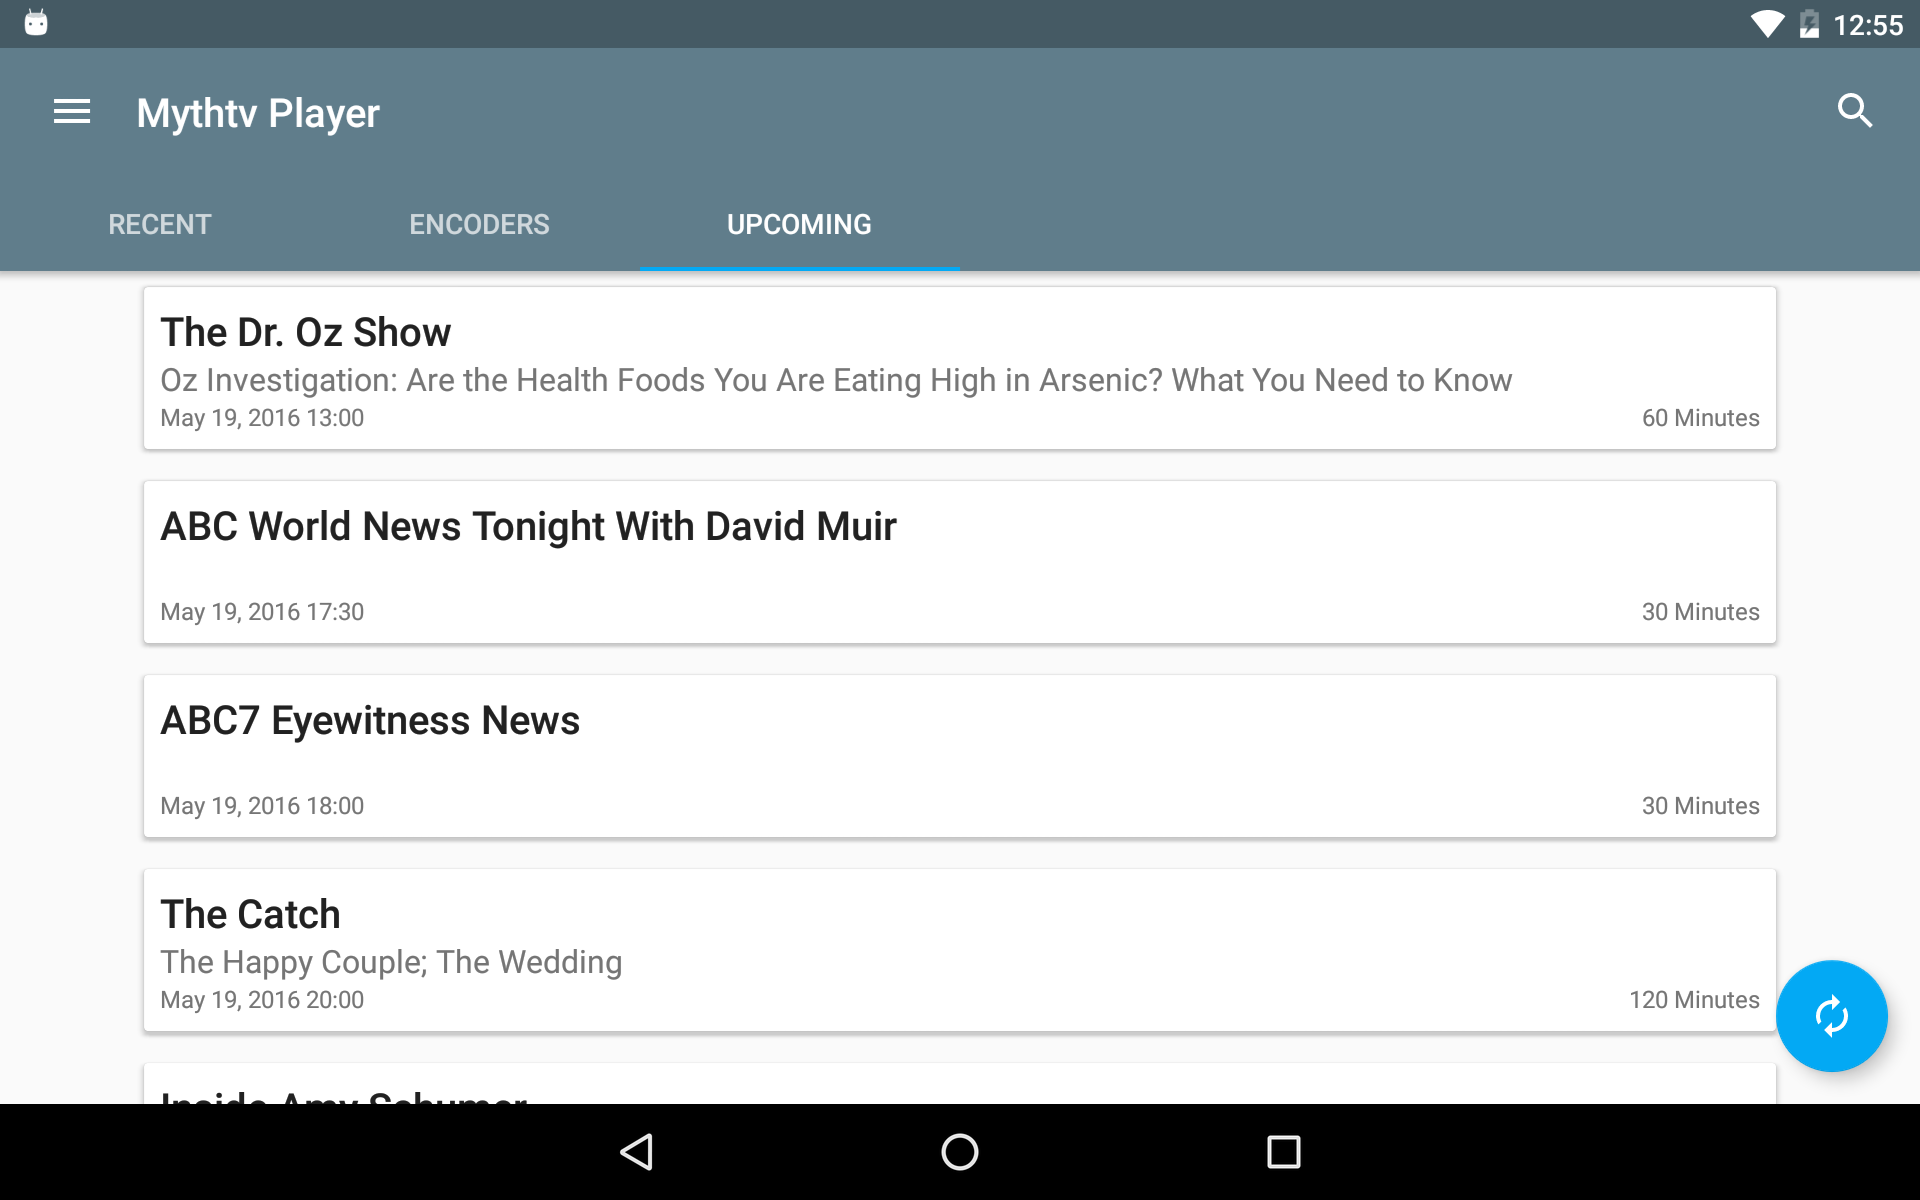 12:55
Mythtv Player
RECENT ENCODERS UPCOMING
The Dr. Oz Show
Oz Investigation: Are the Health Foods You Are Eating High in Arsenic? What You Need to Know
May 19, 2016 13:00 60 Minutes
ABC World News Tonight With David Muir
May 19, 2016 17:30 30 Minutes
ABC7 Eyewitness News
May 19, 2016 18:00 30 Minutes
The Catch
The Happy Couple; The Wedding
May 19, 2016 20:00 120 Minutes
Inside Amy Schumer